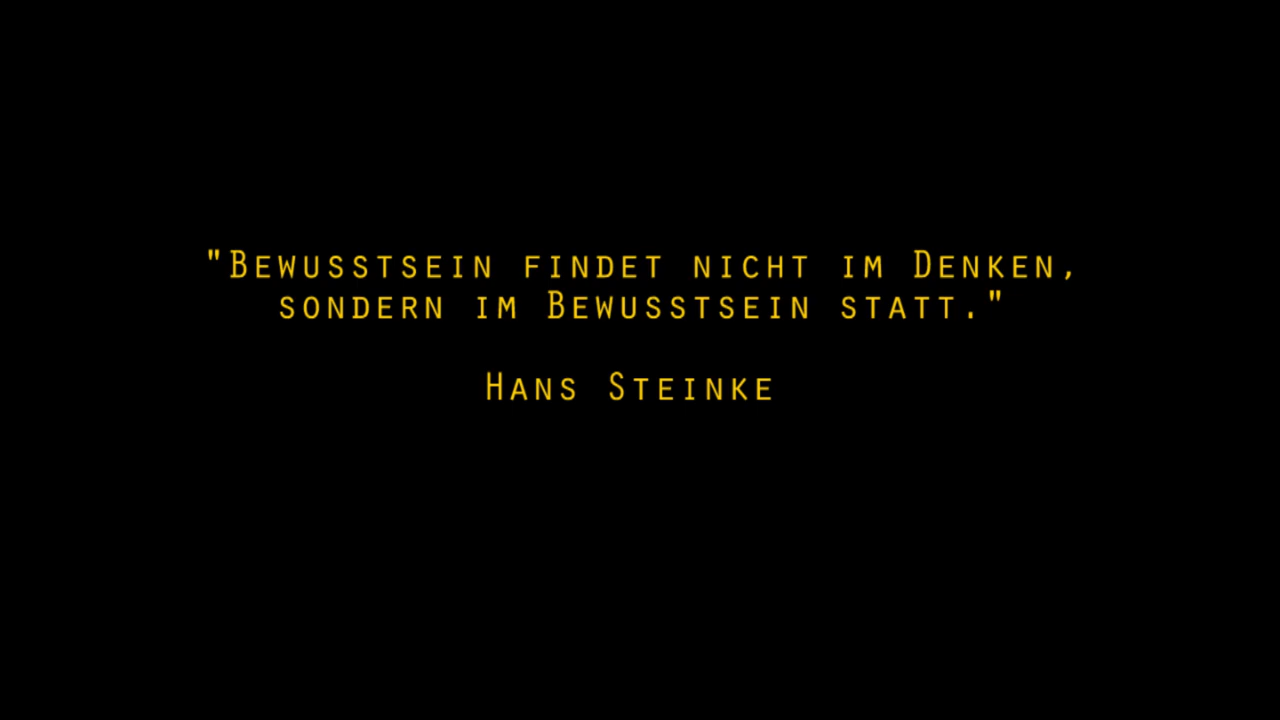 "Bewusstsein findet nicht im Denken,
sondern im Bewusstsein statt."
Hans Steinke